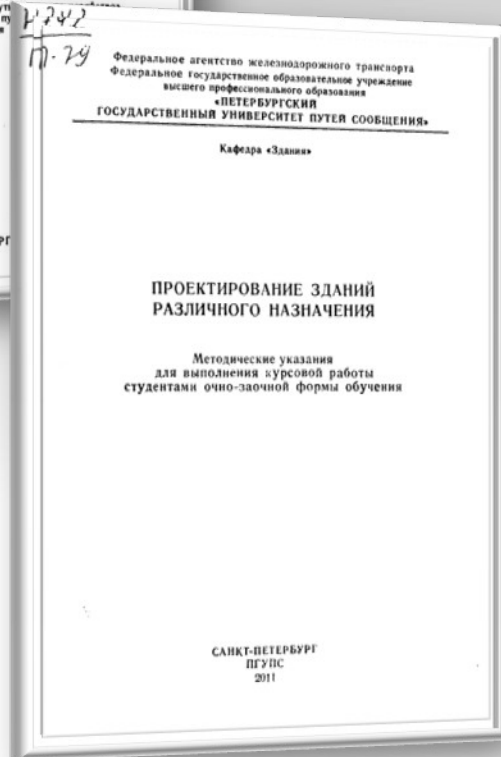 П-79
Федеральное агентство железнодорожного транспорта
Федеральное государственное образовательное учреждение
высшего профессионального образования
«ПЕТЕРБУРГСКИЙ
ГОСУДАРСТВЕННЫЙ УНИВЕРСИТЕТ ПУТЕЙ СООБЩЕНИЯ»
Кафедра «Здания»
ПРОЕКТИРОВАНИЕ ЗДАНИЙ
РАЗЛИЧНОГО НАЗНАЧЕНИЯ
Методические указания
для выполнения курсовой работы
студентами очно-заочной формы обучения
САНКТ-ПЕТЕРБУРГ
ПГУПС
2011